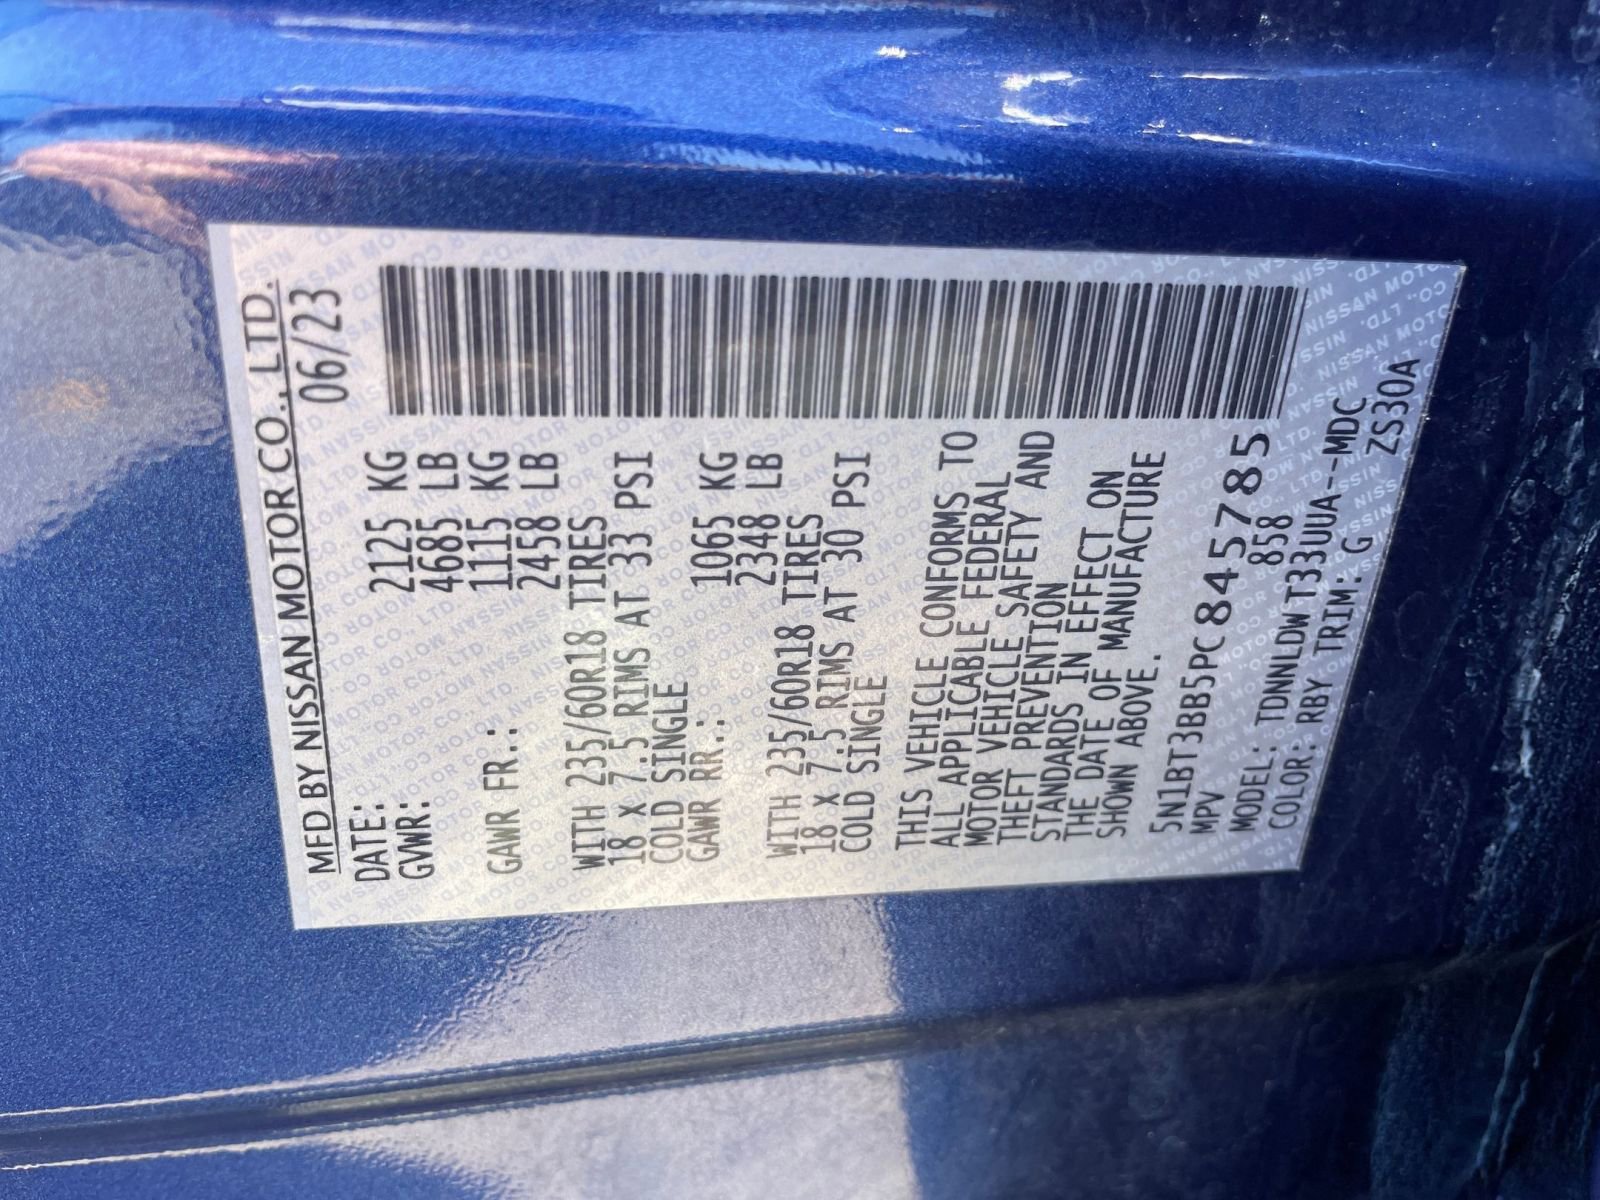 MFD BY NISSAN MOTOR CO., LTD.
DATE: 06/23
GVWR: 2125 KG
4685 LB
GAWR FR.: 1115 KG
2458 LB
WITH 235/60R18 TIRES
18 x 7.5 RIMS AT 33 PSI
COLD SINGLE
GAWR RR.: 1065 KG
2348 LB
WITH 235/60R18 TIRES
18 x 7.5 RIMS AT 30 PSI
COLD SINGLE
THIS VEHICLE CONFORMS TO
ALL APPLICABLE FEDERAL
MOTOR VEHICLE SAFETY AND
THEFT PREVENTION
STANDARDS IN EFFECT ON
THE DATE OF MANUFACTURE
SHOWN ABOVE.
5N1BT3BB5PC845785
MPV 858
MODEL: TDNNLDW T33UUA--MDC
COLOR: RBY TRIM: G ZS30A